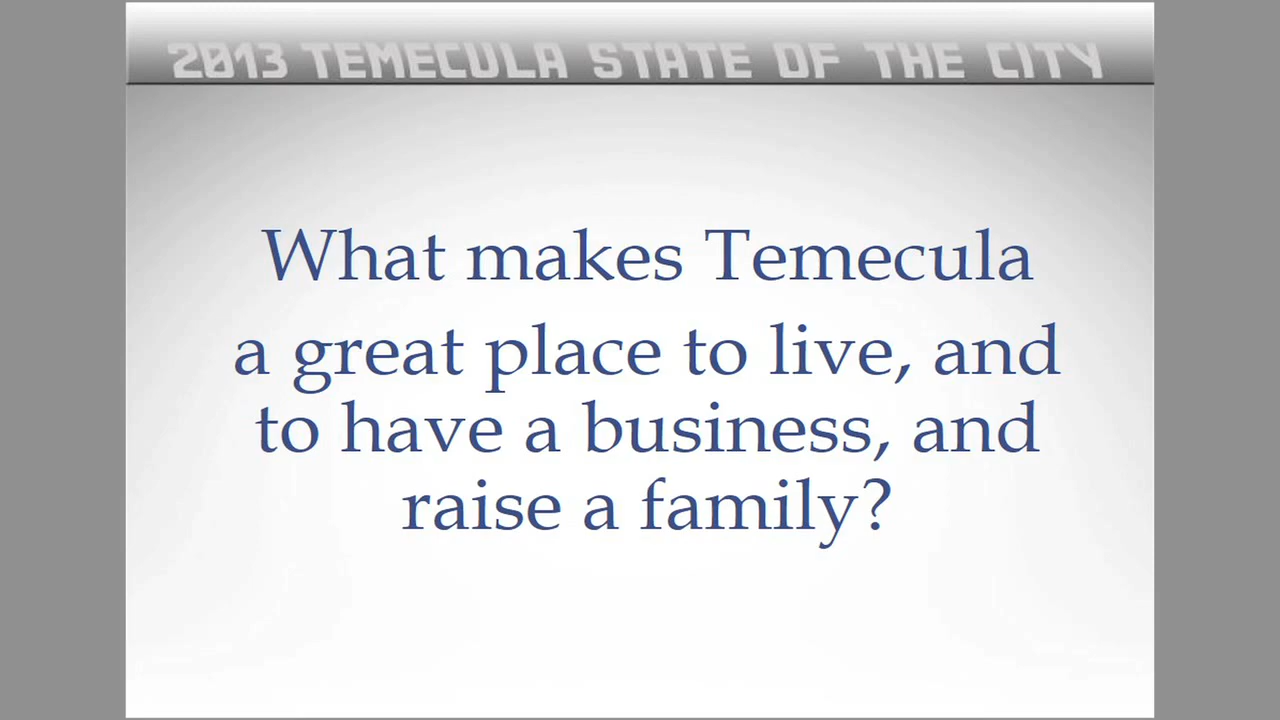 2013 TEMECULA STATE OF THE CITY
What makes Temecula
a great place to live, and
to have a business, and
raise a family?